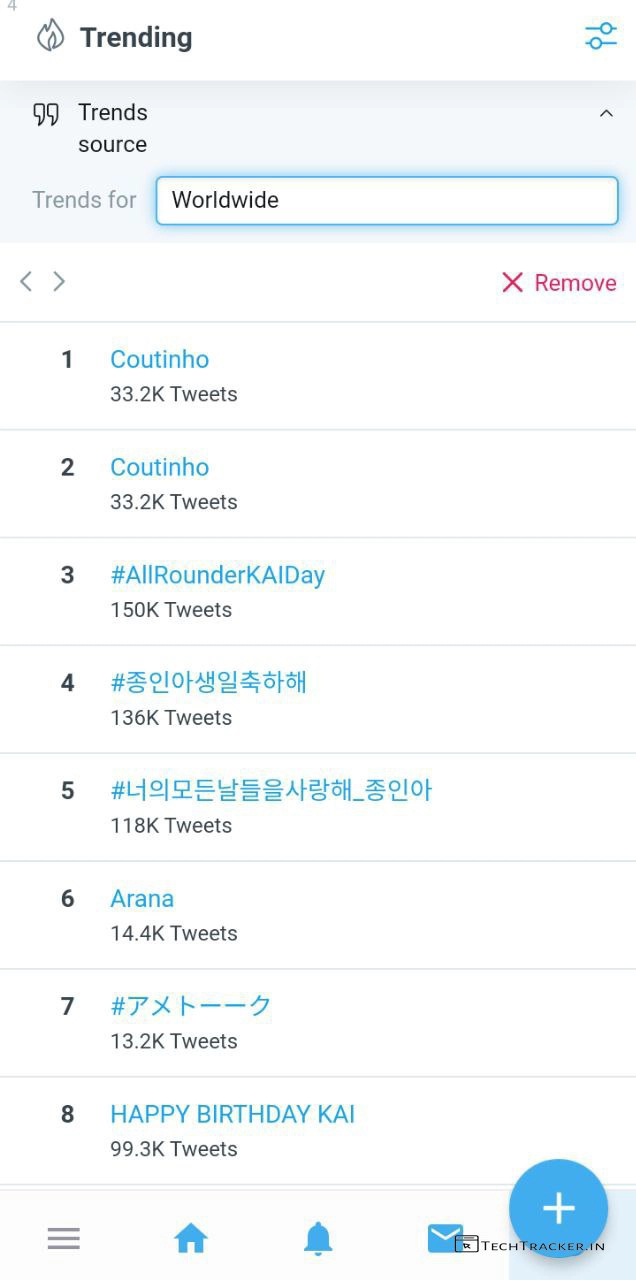 4
Trending
Trends
source
Trends for Worldwide
Remove
1 Coutinho
33.2K Tweets
2 Coutinho
33.2K Tweets
3 #AllRounderKAIDay
150K Tweets
4 #종인아생일축하해
136K Tweets
5 #너의모든날들을사랑해_종인아
118K Tweets
6 Arana
14.4K Tweets
7 #アメトーーク
13.2K Tweets
8 HAPPY BIRTHDAY KAI
99.3K Tweets
TECHTRACKER.IN